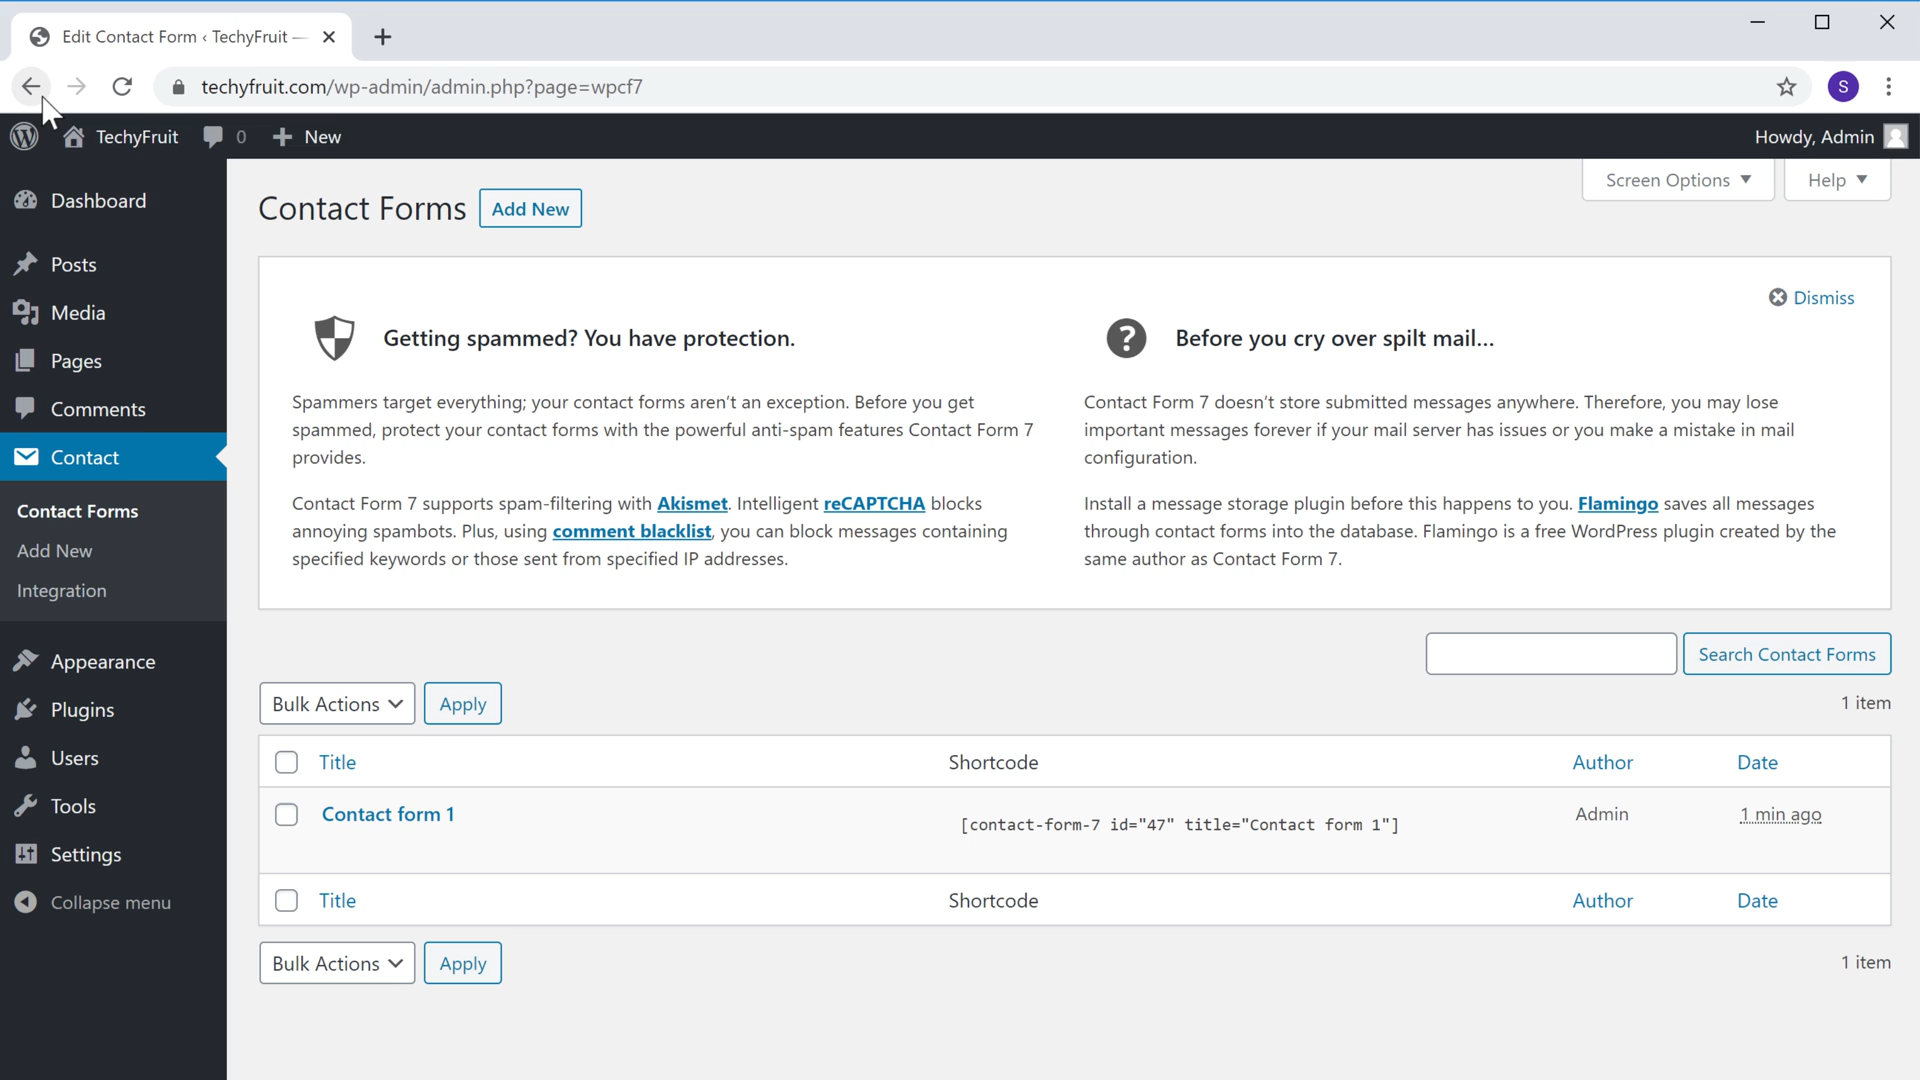 Edit Contact Form ‹ TechyFruit —
techyfruit.com/wp-admin/admin.php?page=wpcf7
S
TechyFruit 0 New
Howdy, Admin
Dashboard
Posts
Media
Pages
Comments
Contact
Contact Forms
Add New
Integration
Appearance
Plugins
Users
Tools
Settings
Collapse menu
Screen Options
Help
Contact Forms
Add New
Dismiss
Getting spammed? You have protection.
Spammers target everything; your contact forms aren't an exception. Before you get
spammed, protect your contact forms with the powerful anti-spam features Contact Form 7
provides.
Contact Form 7 supports spam-filtering with Akismet. Intelligent reCAPTCHA blocks
annoying spambots. Plus, using comment blacklist, you can block messages containing
specified keywords or those sent from specified IP addresses.
?
Before you cry over spilt mail…
Contact Form 7 doesn't store submitted messages anywhere. Therefore, you may lose
important messages forever if your mail server has issues or you make a mistake in mail
configuration.
Install a message storage plugin before this happens to you. Flamingo saves all messages
through contact forms into the database. Flamingo is a free WordPress plugin created by the
same author as Contact Form 7.
Search Contact Forms
Bulk Actions Apply
1 item
Title Shortcode Author Date
Contact form 1 [contact-form-7 id="47" title="Contact form 1"] Admin 1 min ago
Title Shortcode Author Date
Bulk Actions Apply
1 item